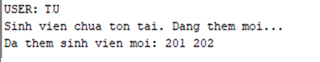 USER: TU
Sinh vien chua ton tai. Dang them moi...
Da them sinh vien moi: 201 202